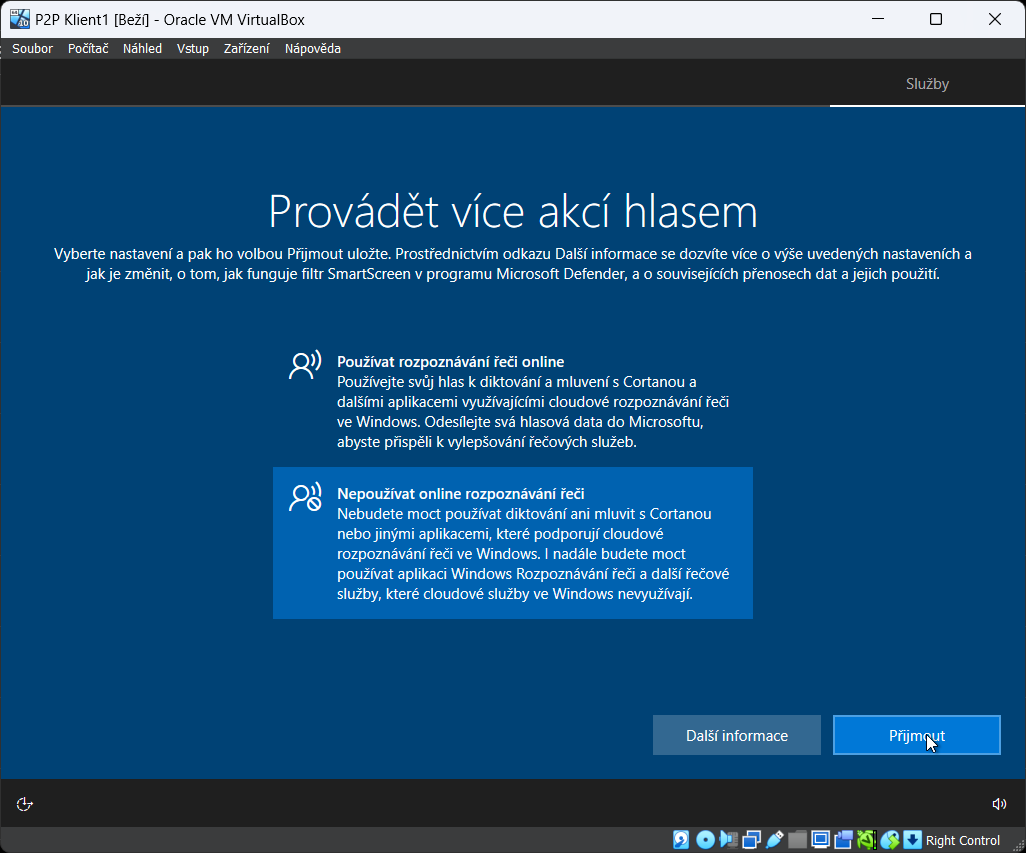 P2P Klient1 [Beží] - Oracle VM VirtualBox
Soubor Počítač Náhled Vstup Zařízení Nápověda
Služby
Provádět více akcí hlasem
Vyberte nastavení a pak ho volbou Přijmout uložte. Prostřednictvím odkazu Další informace se dozvíte více o výše uvedených nastaveních a
jak je změnit, o tom, jak funguje filtr SmartScreen v programu Microsoft Defender, a o souvisejících přenosech dat a jejich použití.
Používat rozpoznávání řeči online
Používejte svůj hlas k diktování a mluvení s Cortanou a
dalšími aplikacemi využívajícími cloudové rozpoznávání řeči
ve Windows. Odesílejte svá hlasová data do Microsoftu,
abyste přispěli k vylepšování řečových služeb.
Nepoužívat online rozpoznávání řeči
Nebudete moct používat diktování ani mluvit s Cortanou
nebo jinými aplikacemi, které podporují cloudové
rozpoznávání řeči ve Windows. I nadále budete moct
používat aplikaci Windows Rozpoznávání řeči a další řečové
služby, které cloudové služby ve Windows nevyužívají.
Další informace Přijmout
Right Control